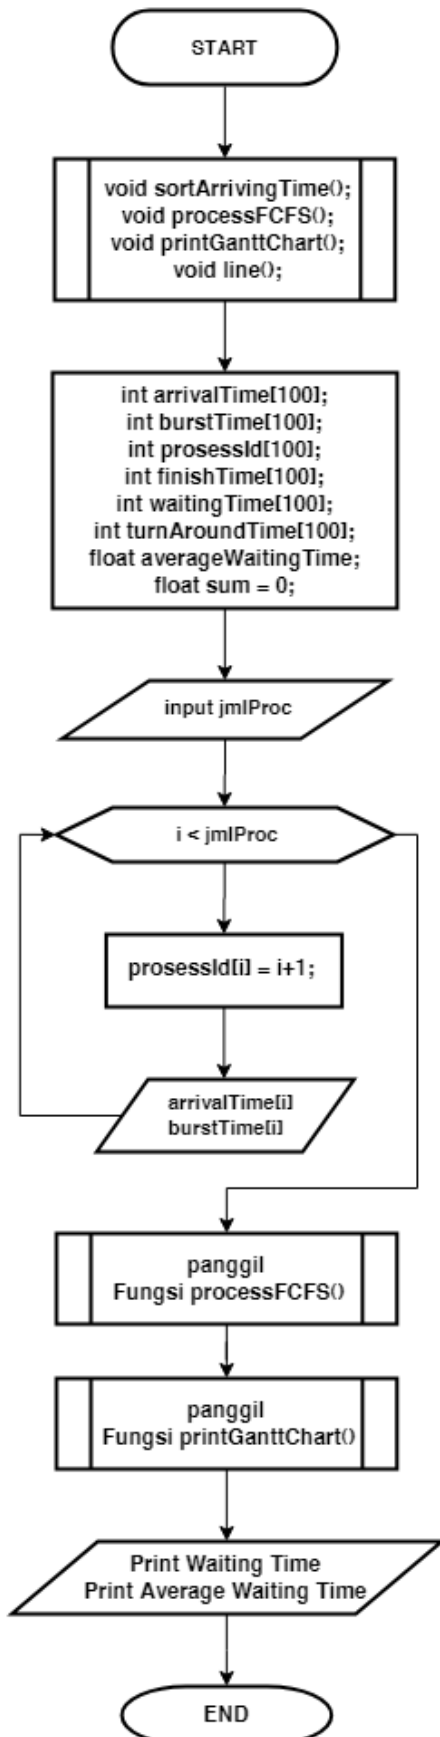 START
void sortArrivingTime();
void processFCFS();
void printGanttChart();
void line();
int arrivalTime[100];
int burstTime[100];
int prosessId[100];
int finishTime[100];
int waitingTime[100];
int turnAroundTime[100];
float averageWaitingTime;
float sum = 0;
input jmlProc
i < jmlProc
prosessId[i] = i+1;
arrivalTime[i]
burstTime[i]
panggil
Fungsi processFCFS()
panggil
Fungsi printGanttChart()
Print Waiting Time
Print Average Waiting Time
END